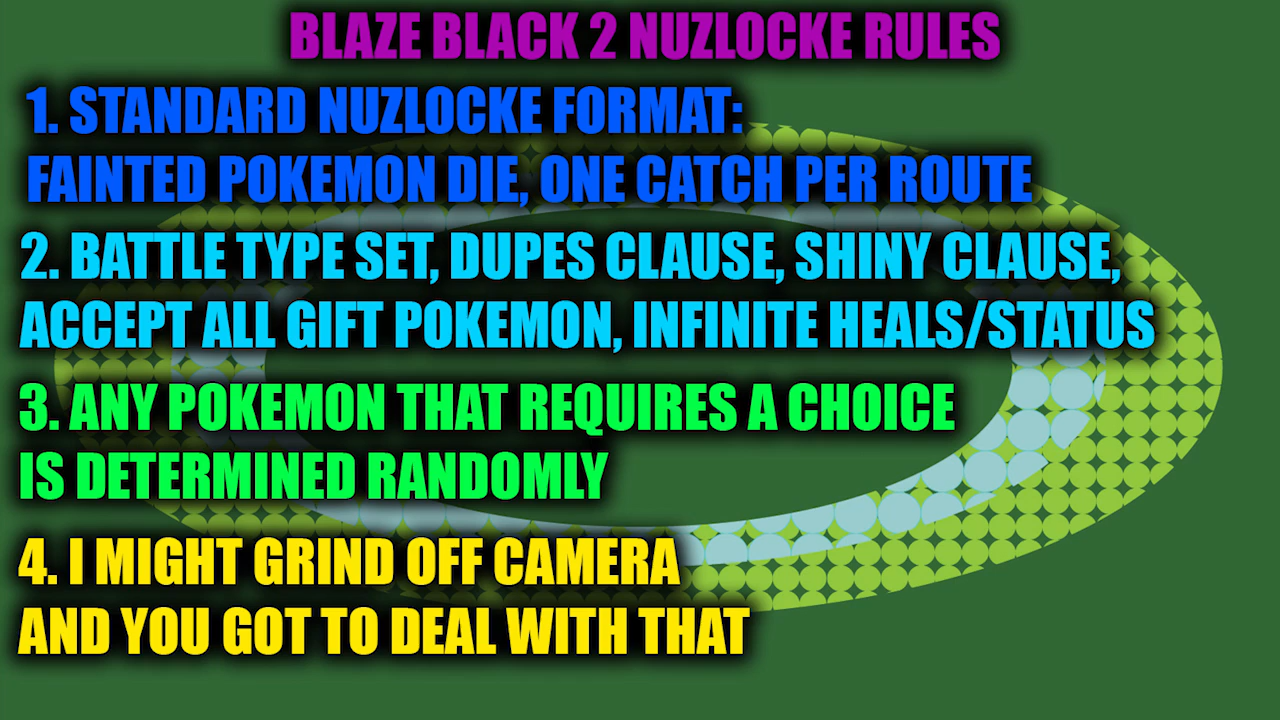 BLAZE BLACK 2 NUZLOCKE RULES
1. STANDARD NUZLOCKE FORMAT:
FAINTED POKEMON DIE, ONE CATCH PER ROUTE
2. BATTLE TYPE SET, DUPES CLAUSE, SHINY CLAUSE,
ACCEPT ALL GIFT POKEMON, INFINITE HEALS/STATUS
3. ANY POKEMON THAT REQUIRES A CHOICE
IS DETERMINED RANDOMLY
4. I MIGHT GRIND OFF CAMERA
AND YOU GOT TO DEAL WITH THAT